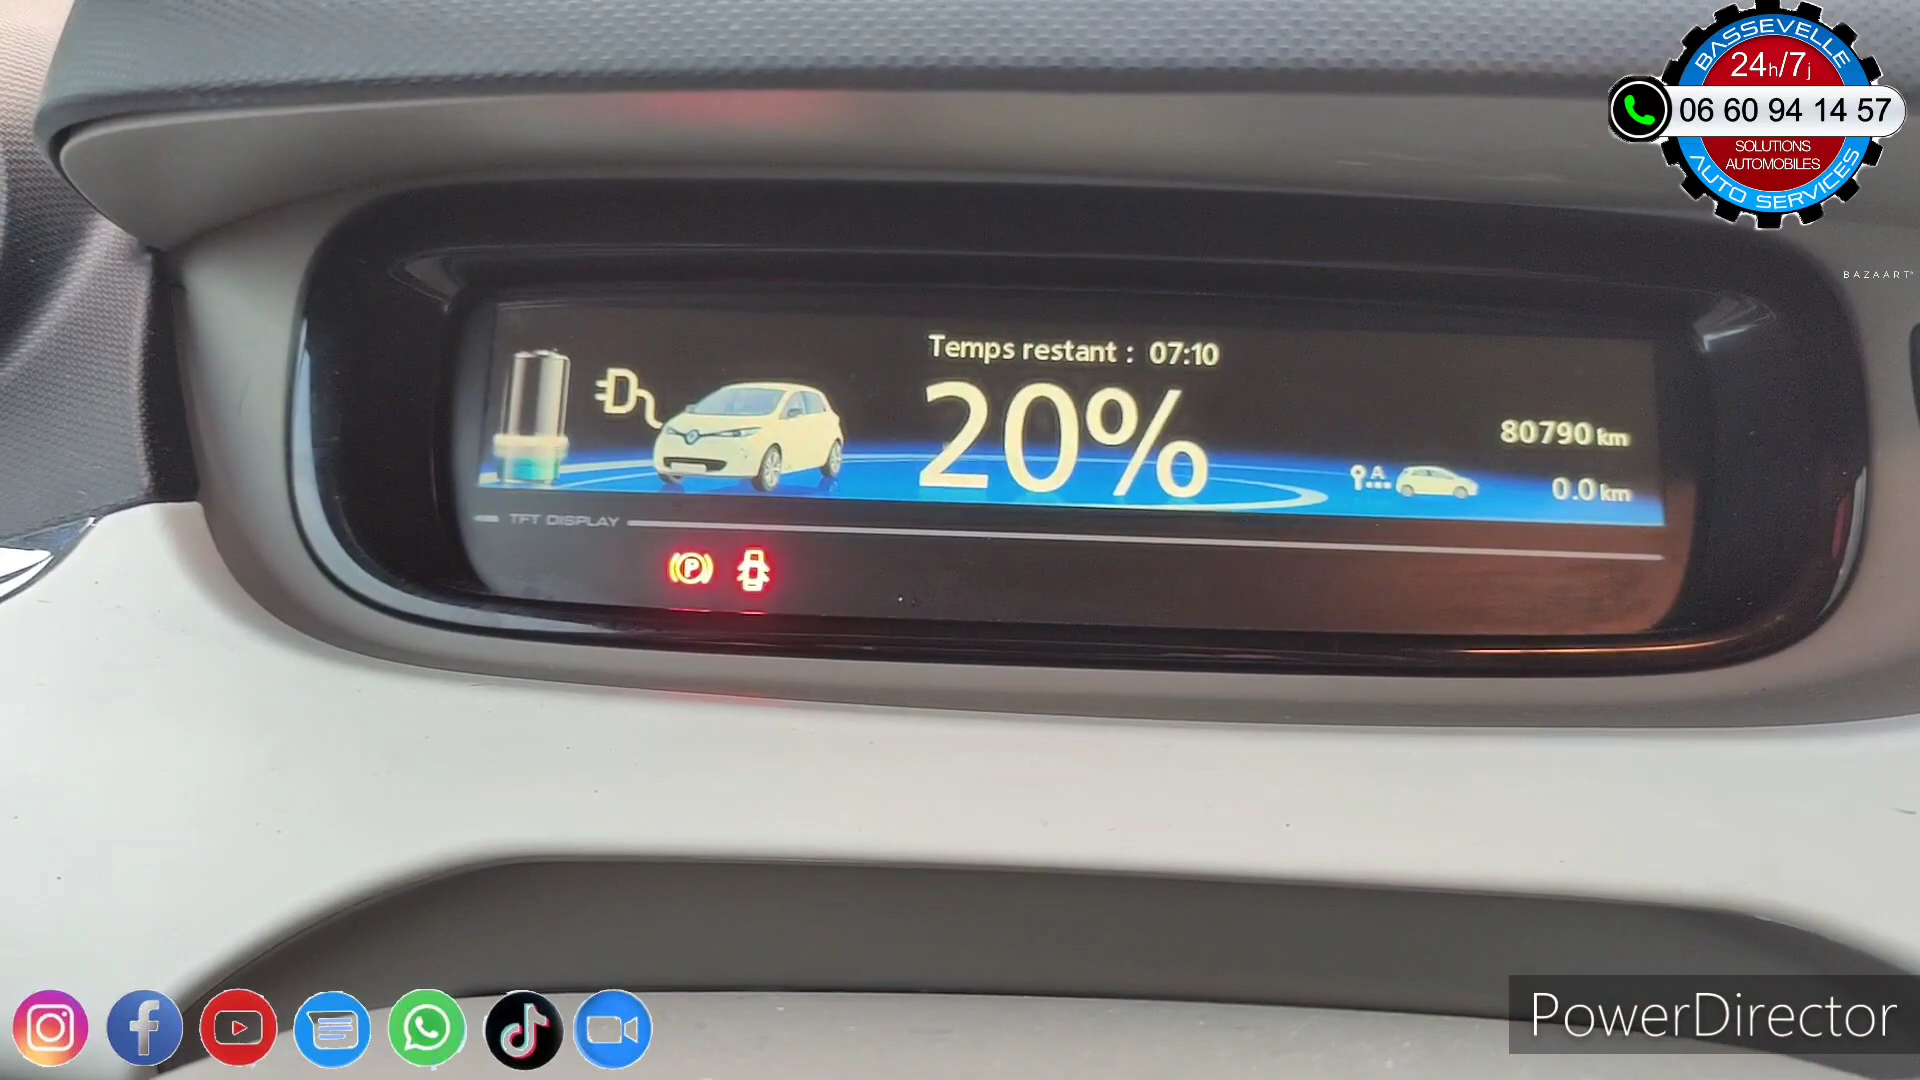 BASSEVELLE
24h/7j
06 60 94 14 57
SOLUTIONS
AUTOMOBILES
AUTO SERVICES
BAZAART
Temps restant : 07:10
20%
80790 km
A
0.0 km
TFT DISPLAY
P
PowerDirector